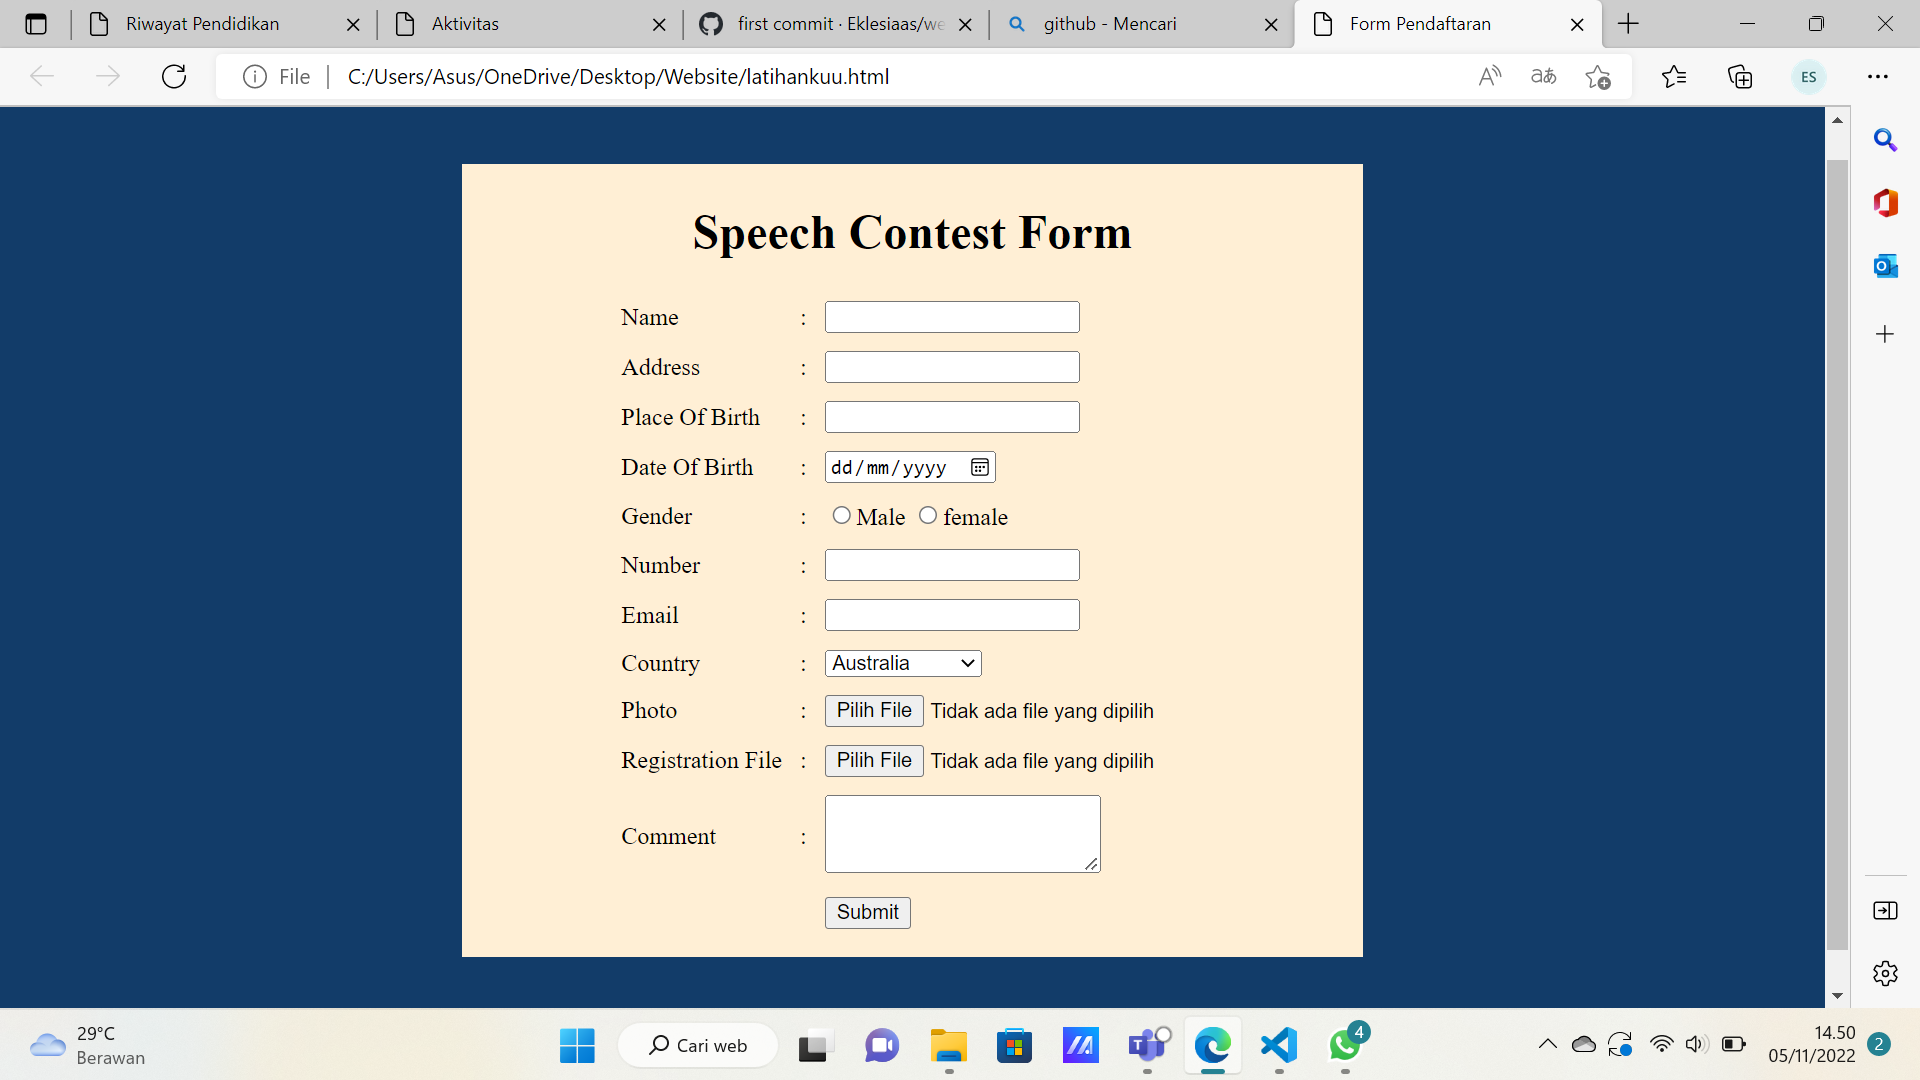 Riwayat Pendidikan
Aktivitas
first commit · Eklesiaas/we
github - Mencari
Form Pendaftaran
File
C:/Users/Asus/OneDrive/Desktop/Website/latihankuu.html
ES
Speech Contest Form
Name :
Address :
Place Of Birth :
Date Of Birth : dd/mm/yyyy
Gender : Male female
Number :
Email :
Country : Australia
Photo : Pilih File Tidak ada file yang dipilih
Registration File : Pilih File Tidak ada file yang dipilih
Comment :
Submit
29°C
Berawan
Cari web
4
14.50
05/11/2022
2